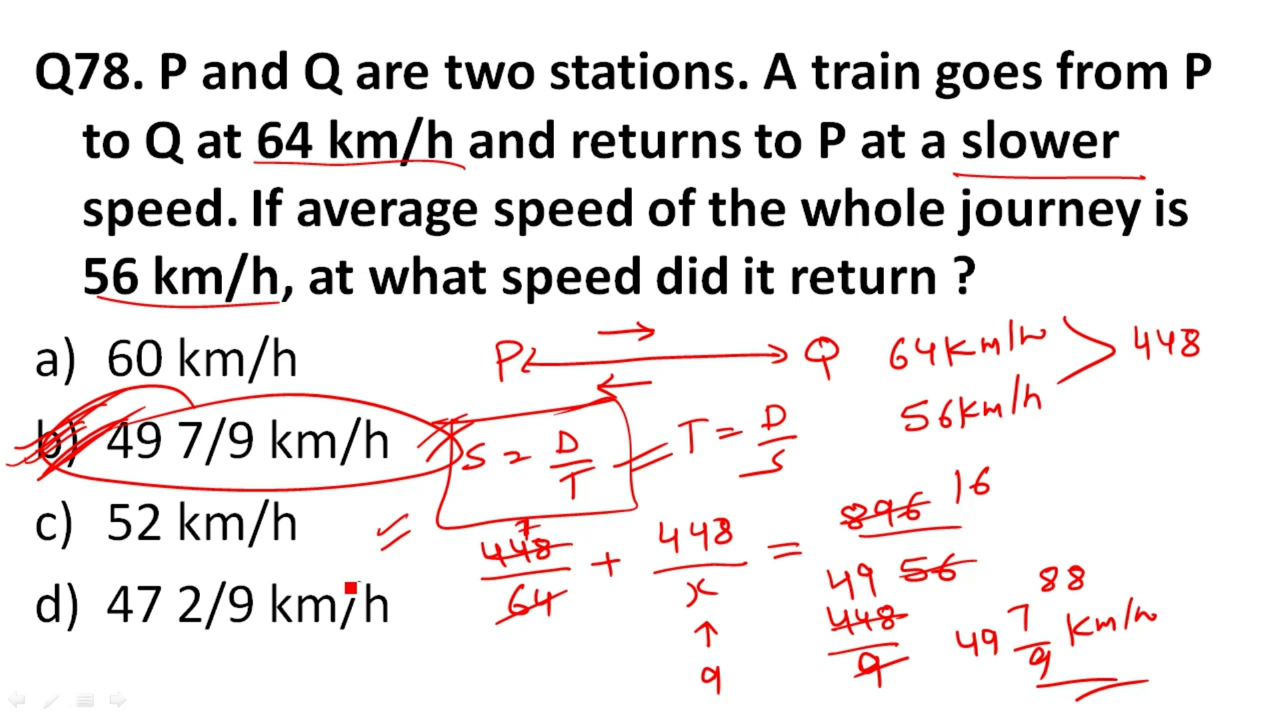 Q78. P and Q are two stations. A train goes from P
to Q at 64 km/h and returns to P at a slower
speed. If average speed of the whole journey is
56 km/h, at what speed did it return ?
a) 60 km/h
b) 49 7/9 km/h
c) 52 km/h
d) 47 2/9 km/h
P Q 64 Km/hr 448
56 km/h
S = D/T T = D/S
7
448/64 + 448/x = 896/56 16
9
49
448/9
88
49 7/9 Km/hr